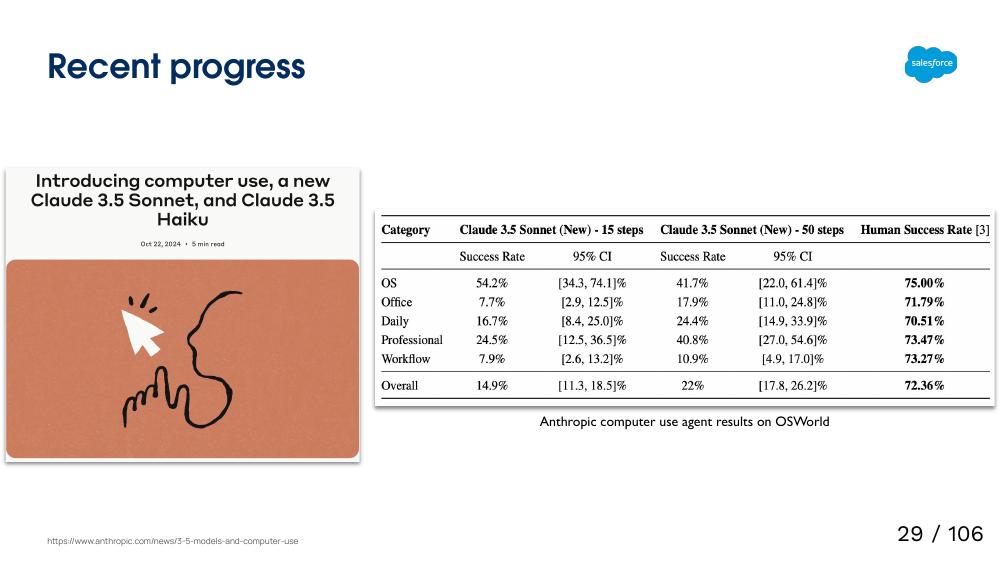 Recent progress
salesforce
Introducing computer use, a new
Claude 3.5 Sonnet, and Claude 3.5
Haiku
Oct 22, 2024 • 5 min read
Category Claude 3.5 Sonnet (New) - 15 steps Claude 3.5 Sonnet (New) - 50 steps Human Success Rate [3]
Success Rate 95% CI Success Rate 95% CI
OS 54.2% [34.3, 74.1]% 41.7% [22.0, 61.4]% 75.00%
Office 7.7% [2.9, 12.5]% 17.9% [11.0, 24.8]% 71.79%
Daily 16.7% [8.4, 25.0]% 24.4% [14.9, 33.9]% 70.51%
Professional 24.5% [12.5, 36.5]% 40.8% [27.0, 54.6]% 73.47%
Workflow 7.9% [2.6, 13.2]% 10.9% [4.9, 17.0]% 73.27%
Overall 14.9% [11.3, 18.5]% 22% [17.8, 26.2]% 72.36%
Anthropic computer use agent results on OSWorld
https://www.anthropic.com/news/3-5-models-and-computer-use
29 / 106